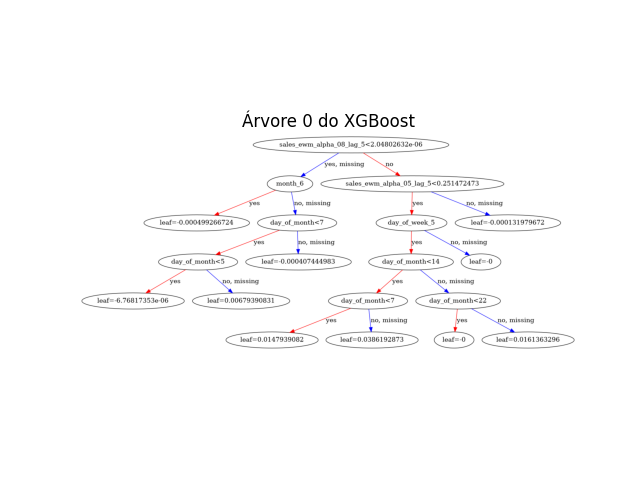 Árvore 0 do XGBoost
sales_ewm_alpha_08_lag_5<2.04802632e-06
yes, missing
no
month_6
sales_ewm_alpha_05_lag_5<0.251472473
yes
no, missing
yes
no, missing
leaf=-0.000499266724
day_of_month<7
day_of_week_5
leaf=-0.000131979672
yes
no, missing
yes
no, missing
day_of_month<5
leaf=-0.000407444983
day_of_month<14
leaf=-0
yes
no, missing
yes
no, missing
leaf=-6.76817353e-06
leaf=0.00679390831
day_of_month<7
day_of_month<22
yes
no, missing
yes
no, missing
leaf=0.0147939082
leaf=0.0386192873
leaf=-0
leaf=0.0161363296